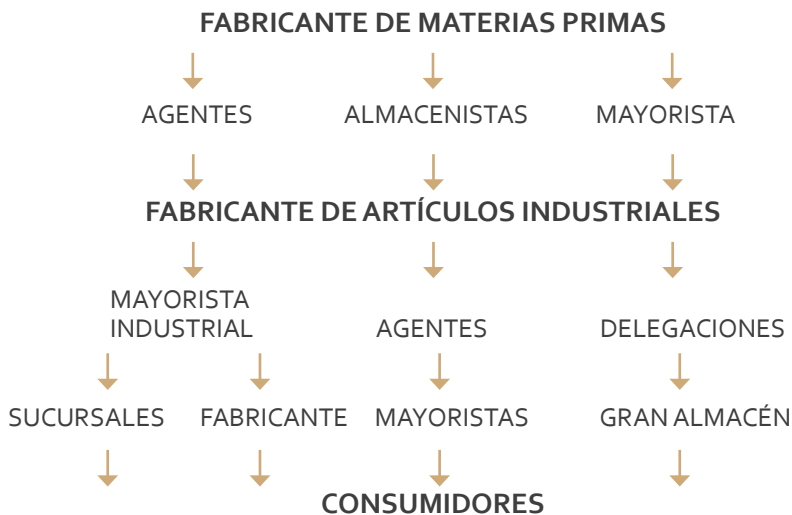 FABRICANTE DE MATERIAS PRIMAS
AGENTES ALMACENISTAS MAYORISTA
FABRICANTE DE ARTÍCULOS INDUSTRIALES
MAYORISTA
INDUSTRIAL AGENTES DELEGACIONES
SUCURSALES FABRICANTE MAYORISTAS GRAN ALMACÉN
CONSUMIDORES